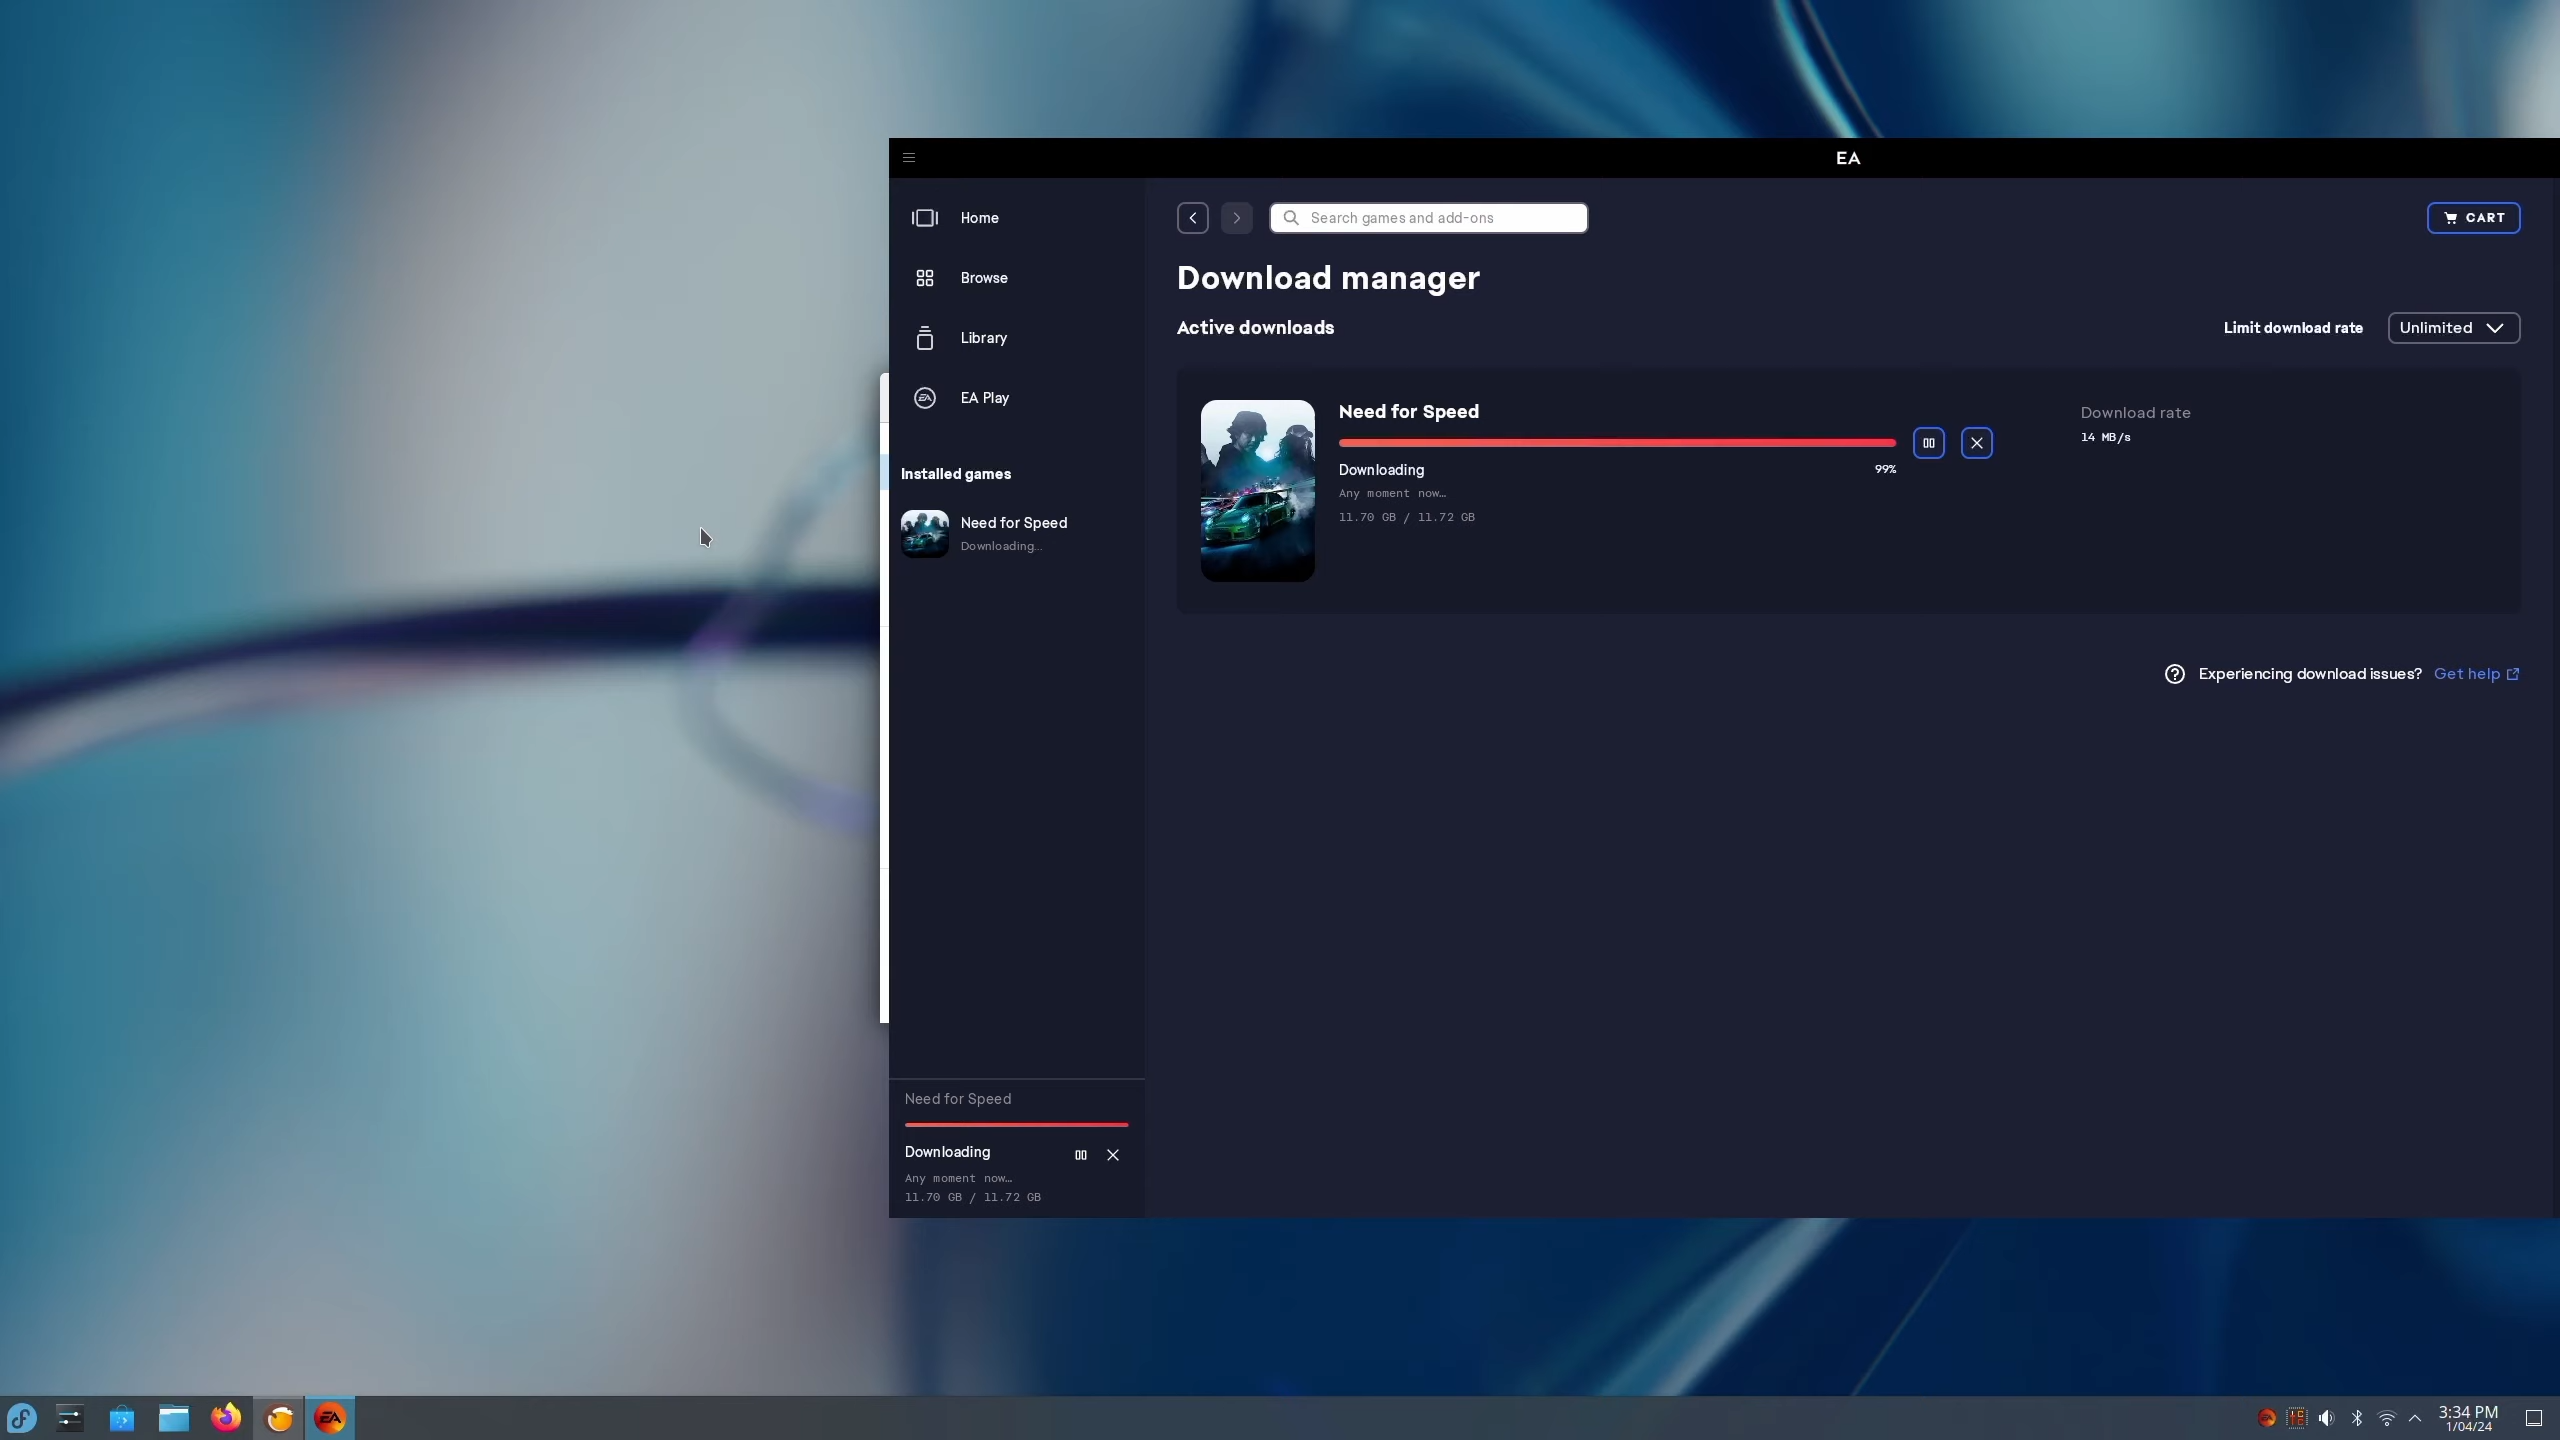 EA
Home
Browse
Library
EA Play
Installed games
Need for Speed
Downloading...
Search games and add-ons
CART
Download manager
Active downloads
Limit download rate
Unlimited
Need for Speed
Downloading
99%
Any moment now…
11.70 GB / 11.72 GB
Download rate
14 MB/s
Experiencing download issues?
Get help
Need for Speed
Downloading
Any moment now…
11.70 GB / 11.72 GB
EA
3:34 PM
1/04/24